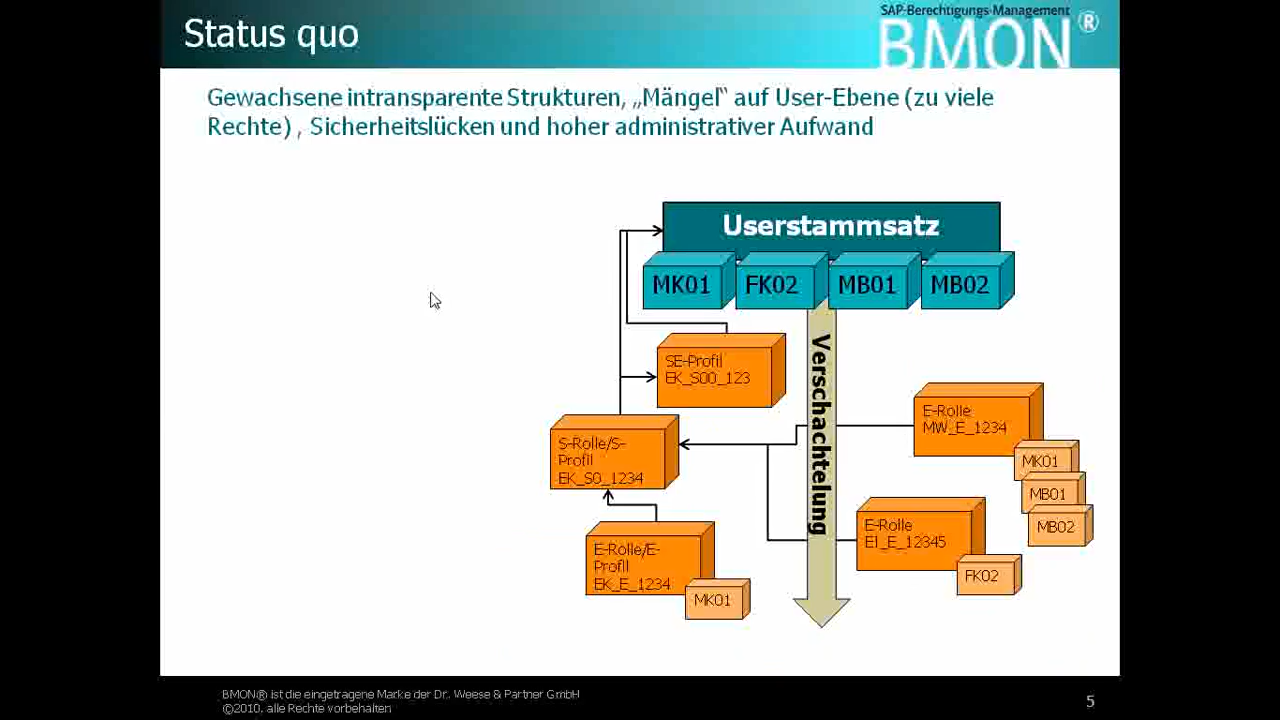 Status quo
SAP-Berechtigungs-Management
BMON®
Gewachsene intransparente Strukturen, „Mängel“ auf User-Ebene (zu viele
Rechte) , Sicherheitslücken und hoher administrativer Aufwand
Userstammsatz
MK01
FK02
MB01
MB02
Verschachtelung
SE-Profil
EK_S00_123
S-Rolle/S-
Profil
EK_S0_1234
E-Rolle/E-
Profil
EK_E_1234
MK01
E-Rolle
MW_E_1234
MK01
MB01
MB02
E-Rolle
EI_E_12345
FK02
BMON® ist die eingetragene Marke der Dr. Weese & Partner GmbH
©2010, alle Rechte vorbehalten
5